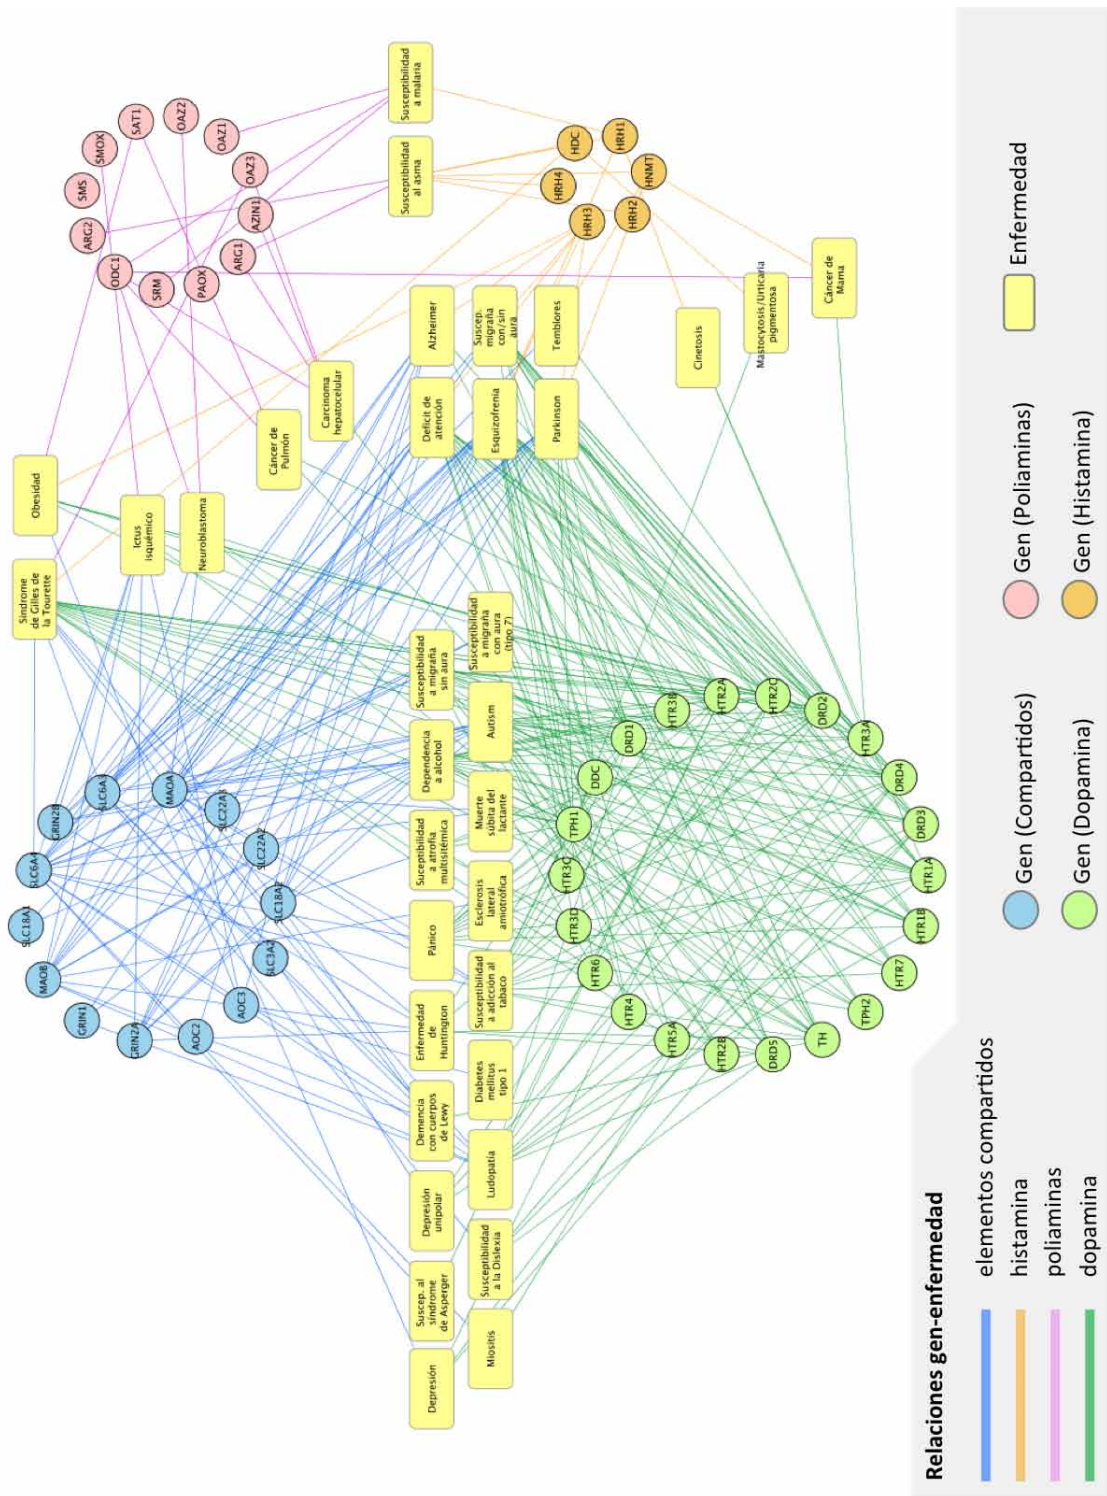 SLC18A1
SLC6A4
MAOB
GRIN2B
GRIN1
SLC6A3
GRIN2A
MAOA
AOC2
SLC22A3
AOC3
SLC22A2
SLC3A2
SLC18A2
Síndrome
de Gilles de
la Tourette
Obesidad
Ictus
isquémico
Neuroblastoma
Cáncer de
Pulmón
Carcinoma
hepatocelular
SMS
ARG2
SMOX
ODC1
SAT1
SRM
OAZ2
PAOX
OAZ1
ARG1
OAZ3
AZIN1
Depresión
Suscep. al
síndrome
de Asperger
Depresión
unipolar
Demencia
con cuerpos
de Lewy
Enfermedad
de
Huntington
Pánico
Suceptibilidad
a atrofia
multisitémica
Dependencia
a alcohol
Susceptibilidad
a migraña
sin aura
Deficit de
atención
Alzheimer
Susceptibilidad
al asma
Susceptibilidad
a malaria
Miositis
Susceptibilidad
a la Dislexia
Ludopatía
Diabetes
mellitus
tipo 1
Susceptibilidad
a adicción al
tabaco
Esclerosis
lateral
amiotrófica
Muerte
súbita del
lactante
Autism
Susceptibilidad
a migraña
con aura
(tipo 7)
Esquizofrenia
Suscep.
migraña
con/sin
aura
Parkinson
Temblores
HRH4
HDC
HRH3
HRH1
HRH2
HNMT
Cinetosis
Mastocytosis/Urticaria
pigmentosa
Cáncer de
Mama
HTR3C
HTR3D
TPH1
HTR6
DDC
HTR4
DRD1
HTR5A
HTR3B
HTR2B
HTR2A
DRD5
HTR2C
TH
DRD2
TPH2
HTR3A
HTR7
DRD4
HTR1B
DRD3
HTR1A
Relaciones gen-enfermedad
elementos compartidos
histamina
poliaminas
dopamina
Gen (Compartidos)
Gen (Poliaminas)
Enfermedad
Gen (Dopamina)
Gen (Histamina)